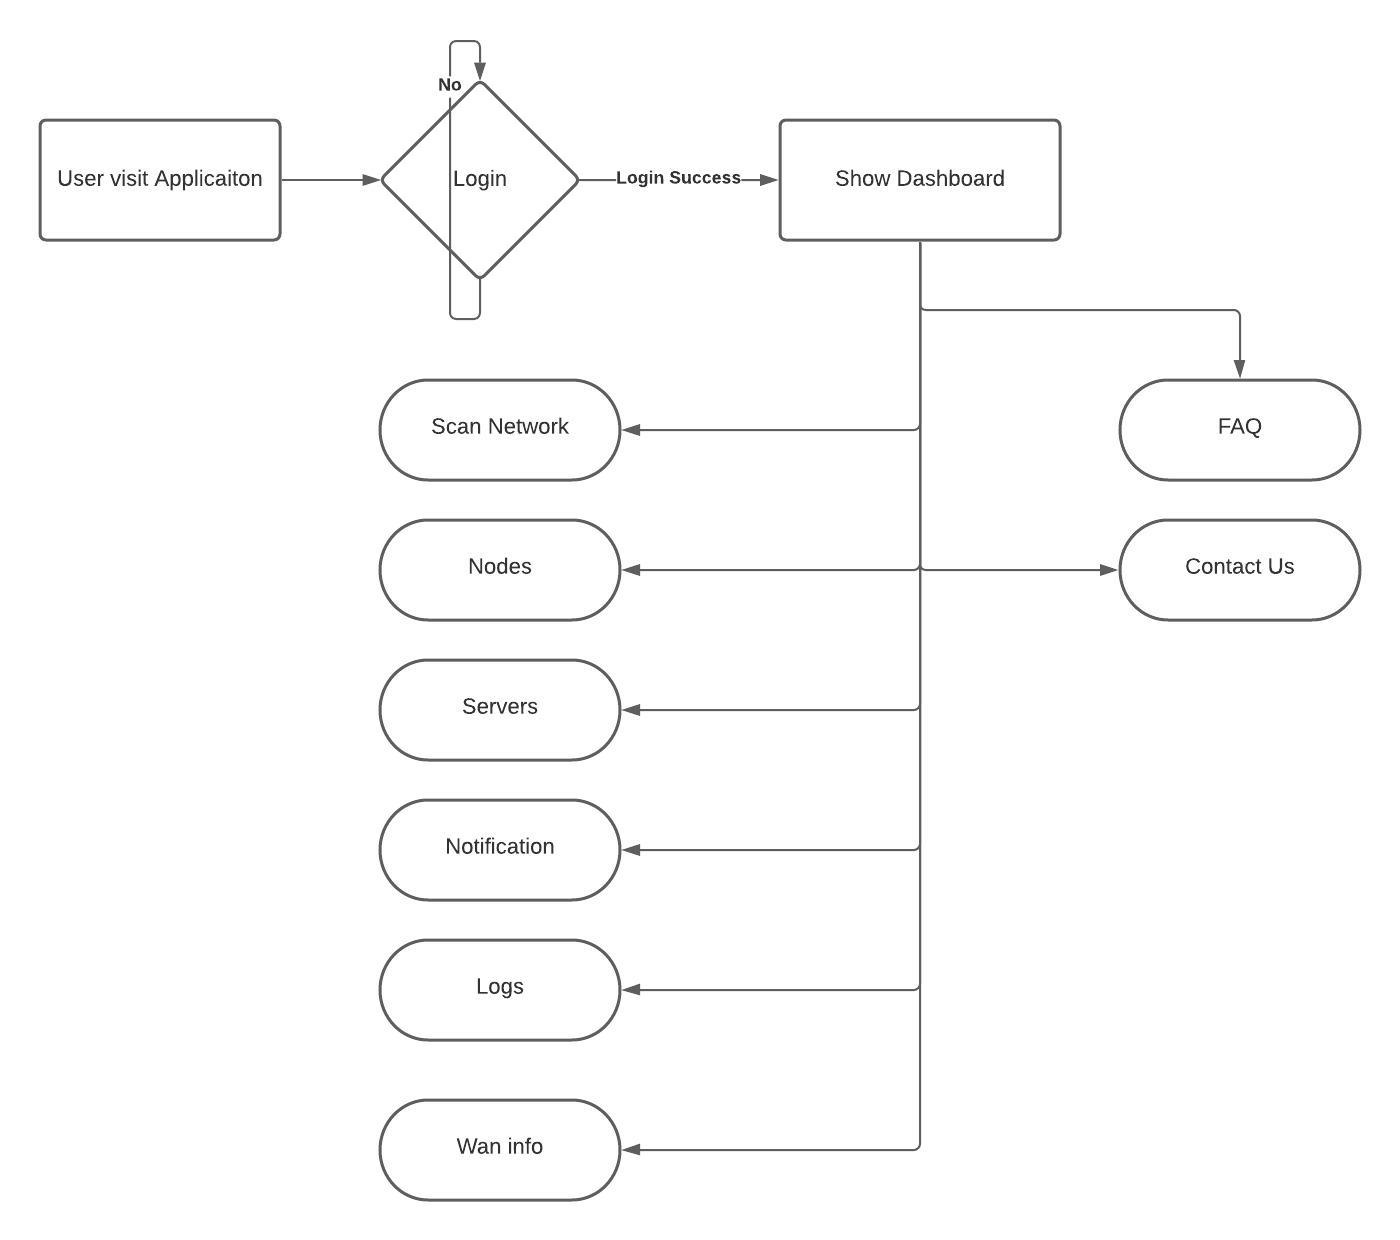 No
User visit Applicaiton
Login
Login Success
Show Dashboard
Scan Network
FAQ
Nodes
Contact Us
Servers
Notification
Logs
Wan info